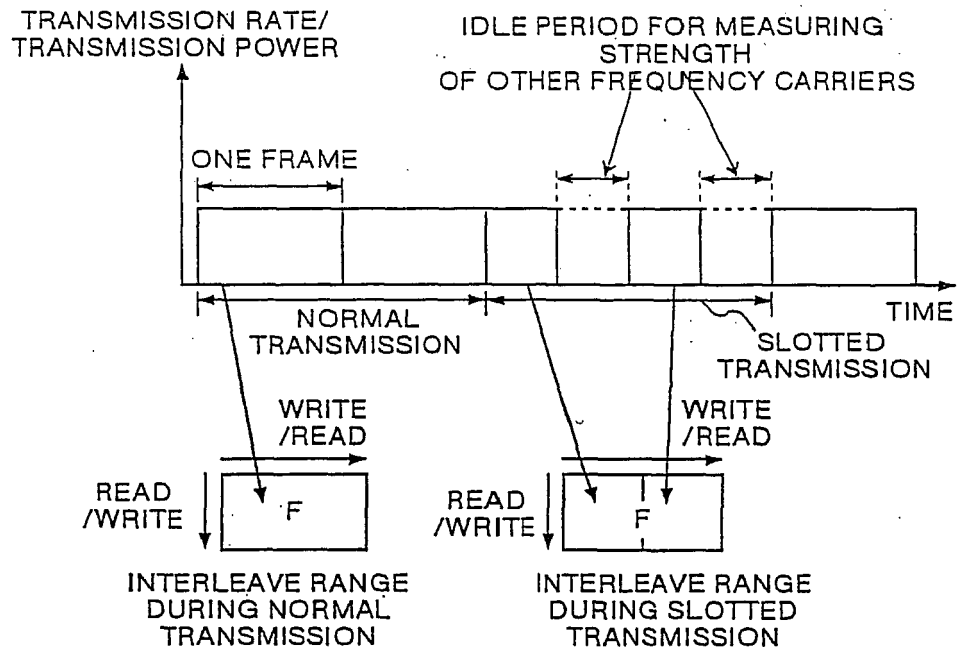 TRANSMISSION RATE/
TRANSMISSION POWER
IDLE PERIOD FOR MEASURING
STRENGTH
OF OTHER FREQUENCY CARRIERS
ONE FRAME
TIME
NORMAL
TRANSMISSION
SLOTTED
TRANSMISSION
WRITE
/READ
READ
/WRITE
F
INTERLEAVE RANGE
DURING NORMAL
TRANSMISSION
WRITE
/READ
READ
/WRITE
F
INTERLEAVE RANGE
DURING SLOTTED
TRANSMISSION